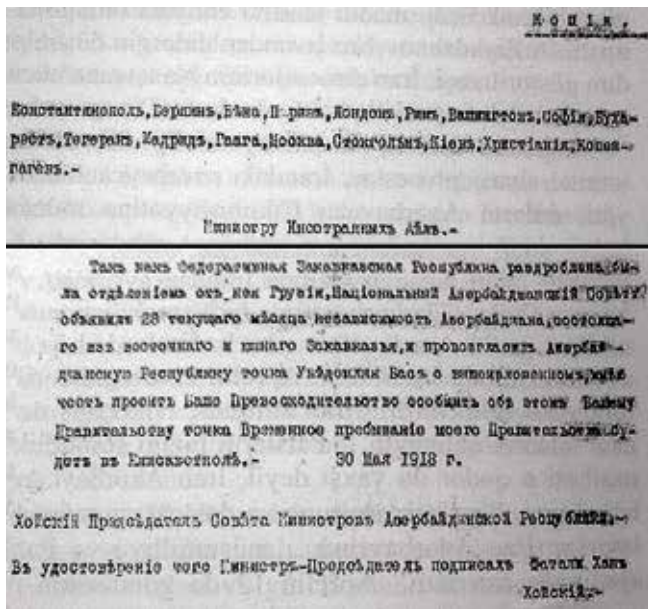 Копія.
Константинополь, Берлинъ, Вѣна, Парижъ, Лондонъ, Римъ, Вашингтонъ, Софія, Буха-
рестъ, Тегеранъ, Мадридъ, Гаага, Москва, Стокгольмъ, Кіевъ, Христіанія, Копен-
гагенъ.
Министру Иностранныхъ Дѣлъ.-
Такъ какъ Федеративная Закавказская Республика раздроблена бы-
ла отдѣленіемъ отъ нея Грузіи, Національный Азербайджанскій Совѣтъ
объявилъ 28 текущаго мѣсяца независимость Азербайджана, состояща-
го изъ восточнаго и южнаго Закавказья, и провозгласилъ Азербай-
джанскую Республику точка Увѣдомляя Васъ о вышеизложенномъ, имѣю
честь просить Ваше Превосходительство сообщить объ этомъ Вашему
Правительству точка Временное пребываніе моего Правительства бу-
детъ въ Елисаветполѣ.- 30 Мая 1918 г.
Хойскій Предсѣдатель Совѣта Министровъ Азербайджанской Республики.-
Въ удостовѣреніе чего Министръ-Предсѣдатель подписалъ Фатали Ханъ
Хойскій.-